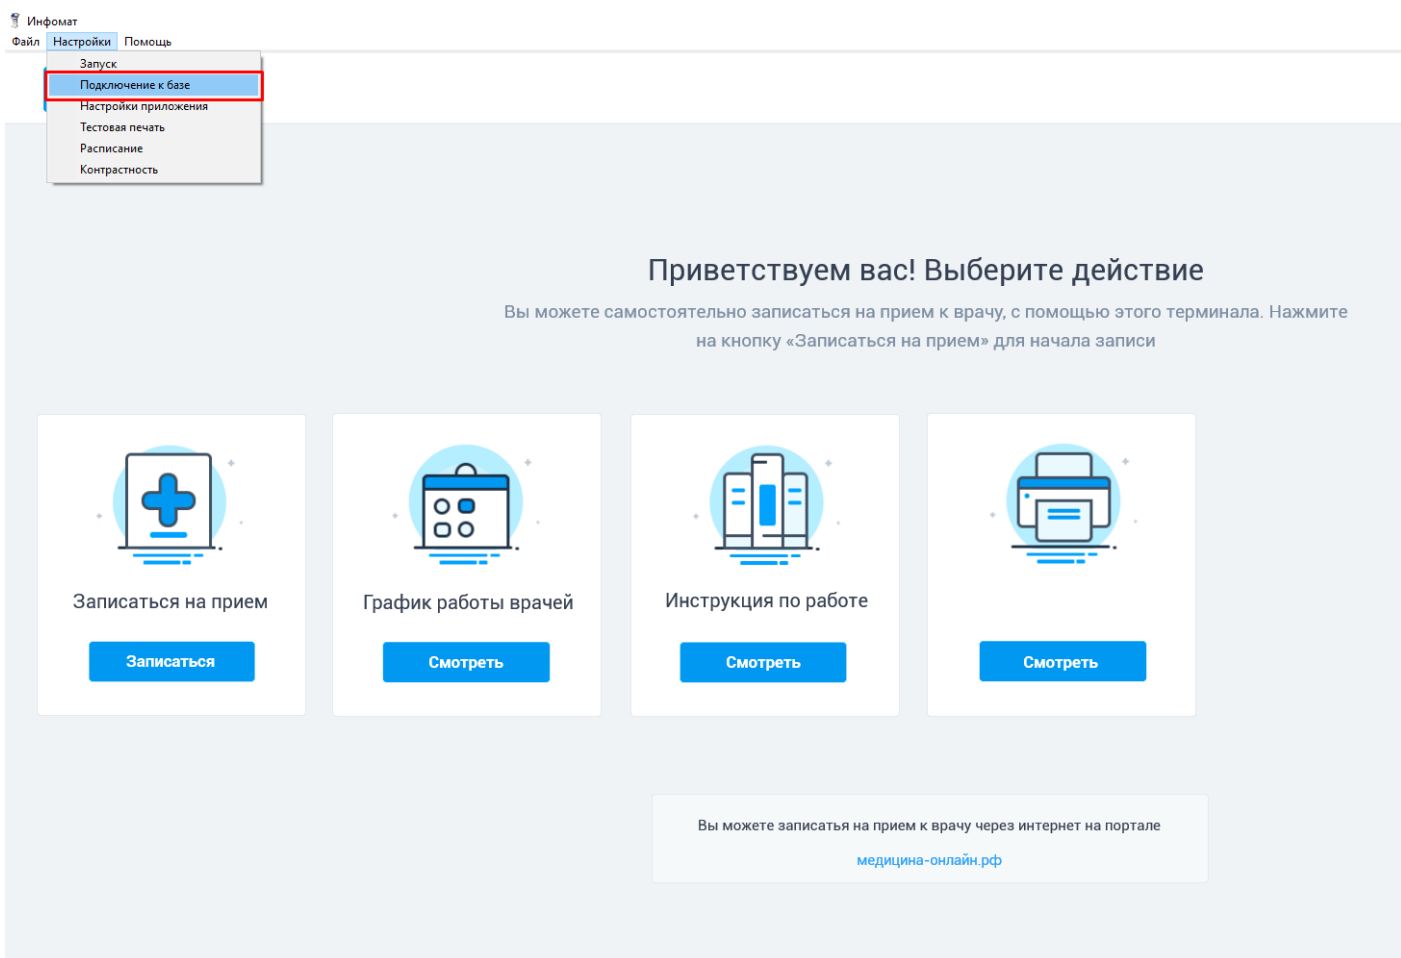 Инфомат
Файл Настройки Помощь
Запуск
Подключение к базе
Настройки приложения
Тестовая печать
Расписание
Контрастность
Приветствуем вас! Выберите действие
Вы можете самостоятельно записаться на прием к врачу, с помощью этого терминала. Нажмите
на кнопку «Записаться на прием» для начала записи
Записаться на прием
График работы врачей
Инструкция по работе
Записаться
Смотреть
Смотреть
Смотреть
Вы можете записатья на прием к врачу через интернет на портале
медицина-онлайн.рф